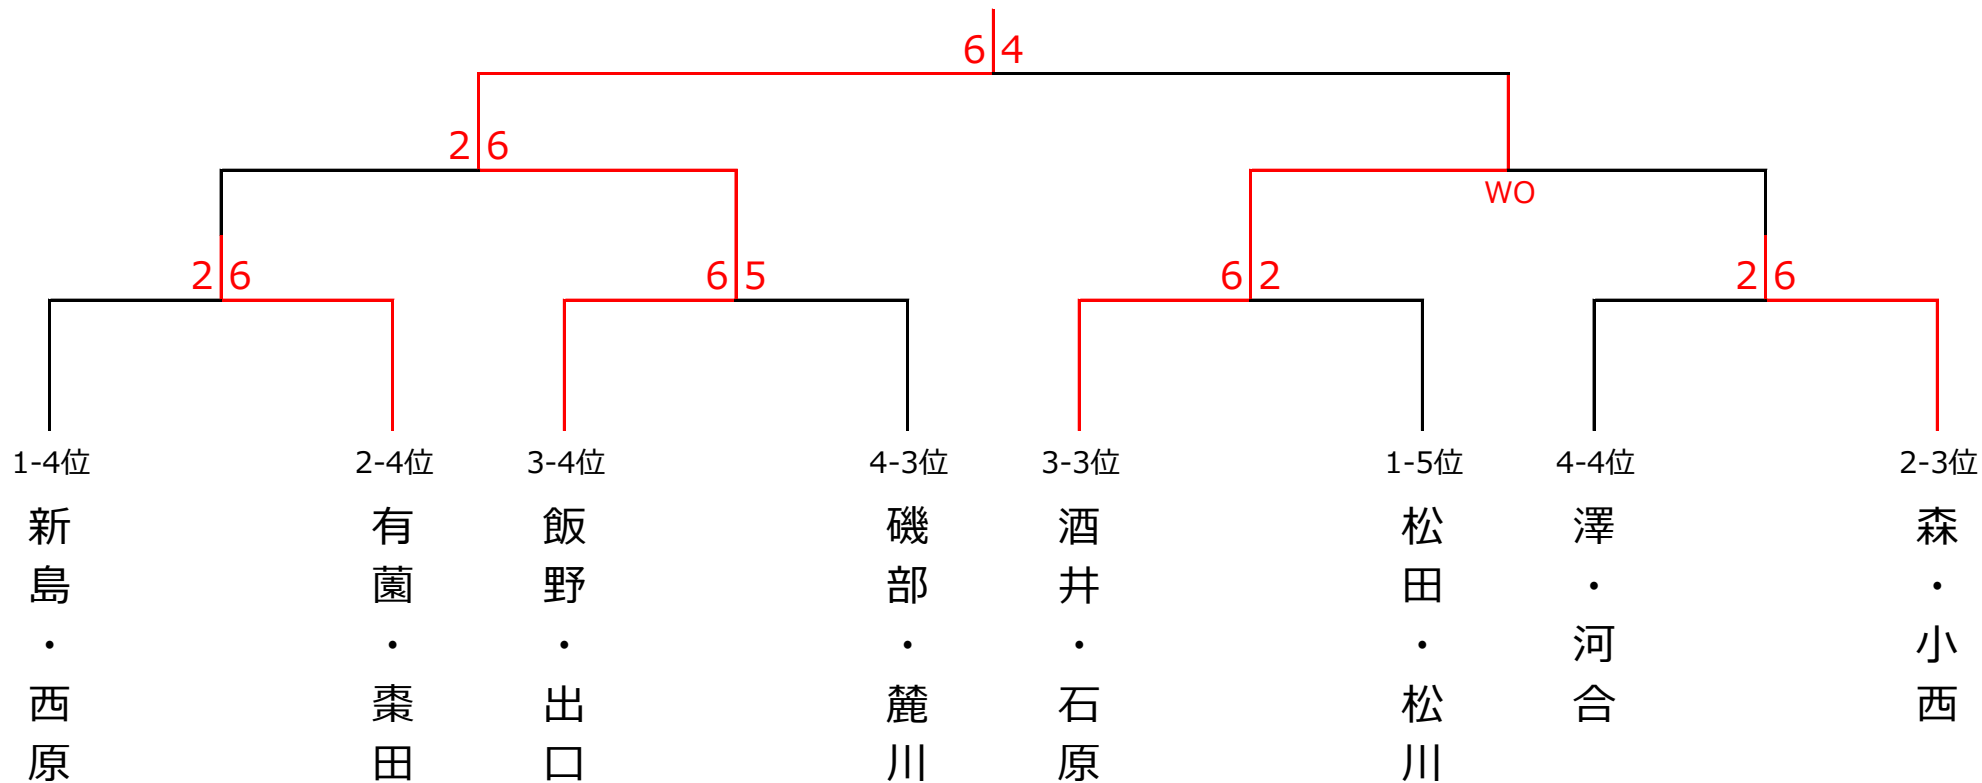 6 4
2 6
WO
2 6
6 5
6 2
2 6
1-4位
2-4位
3-4位
4-3位
3-3位
1-5位
4-4位
2-3位
新島・西原
有薗・棗田
飯野・出口
磯部・麓川
酒井・石原
松田・松川
澤・河合
森・小西